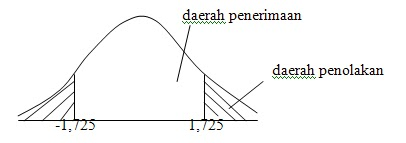 daerah penerimaan
daerah penolakan
-1,725
1,725